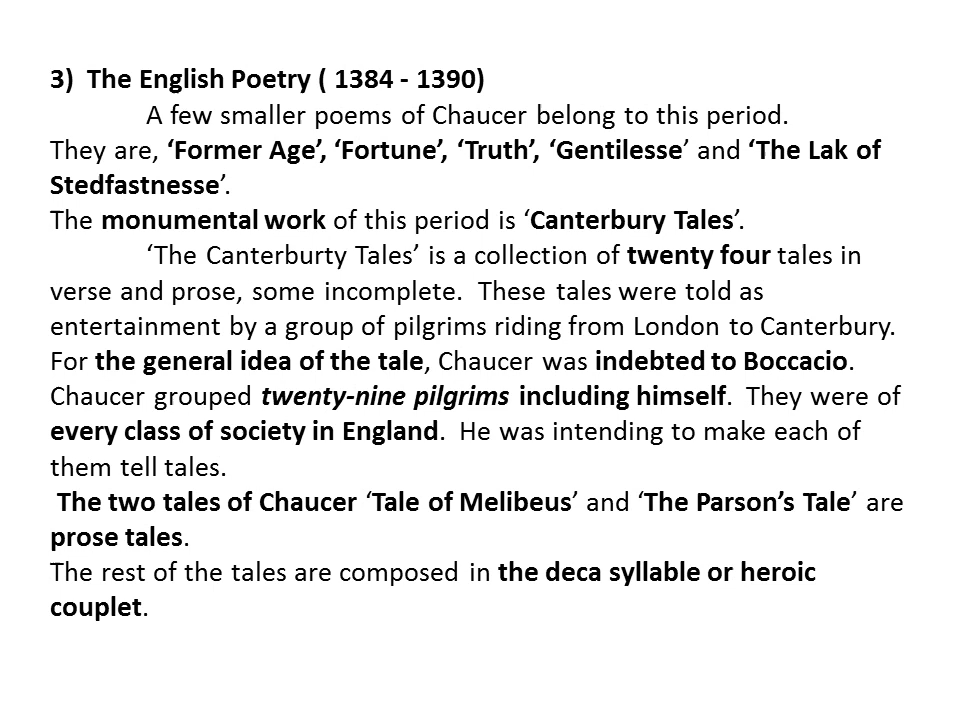 3)  The English Poetry ( 1384 - 1390)
A few smaller poems of Chaucer belong to this period.
They are, ‘Former Age’, ‘Fortune’, ‘Truth’, ‘Gentilesse’ and ‘The Lak of
Stedfastnesse’.
The monumental work of this period is ‘Canterbury Tales’.
‘The Canterburty Tales’ is a collection of twenty four tales in
verse and prose, some incomplete.  These tales were told as
entertainment by a group of pilgrims riding from London to Canterbury.
For the general idea of the tale, Chaucer was indebted to Boccacio.
Chaucer grouped twenty-nine pilgrims including himself.  They were of
every class of society in England.  He was intending to make each of
them tell tales.
The two tales of Chaucer ‘Tale of Melibeus’ and ‘The Parson’s Tale’ are
prose tales.
The rest of the tales are composed in the deca syllable or heroic
couplet.